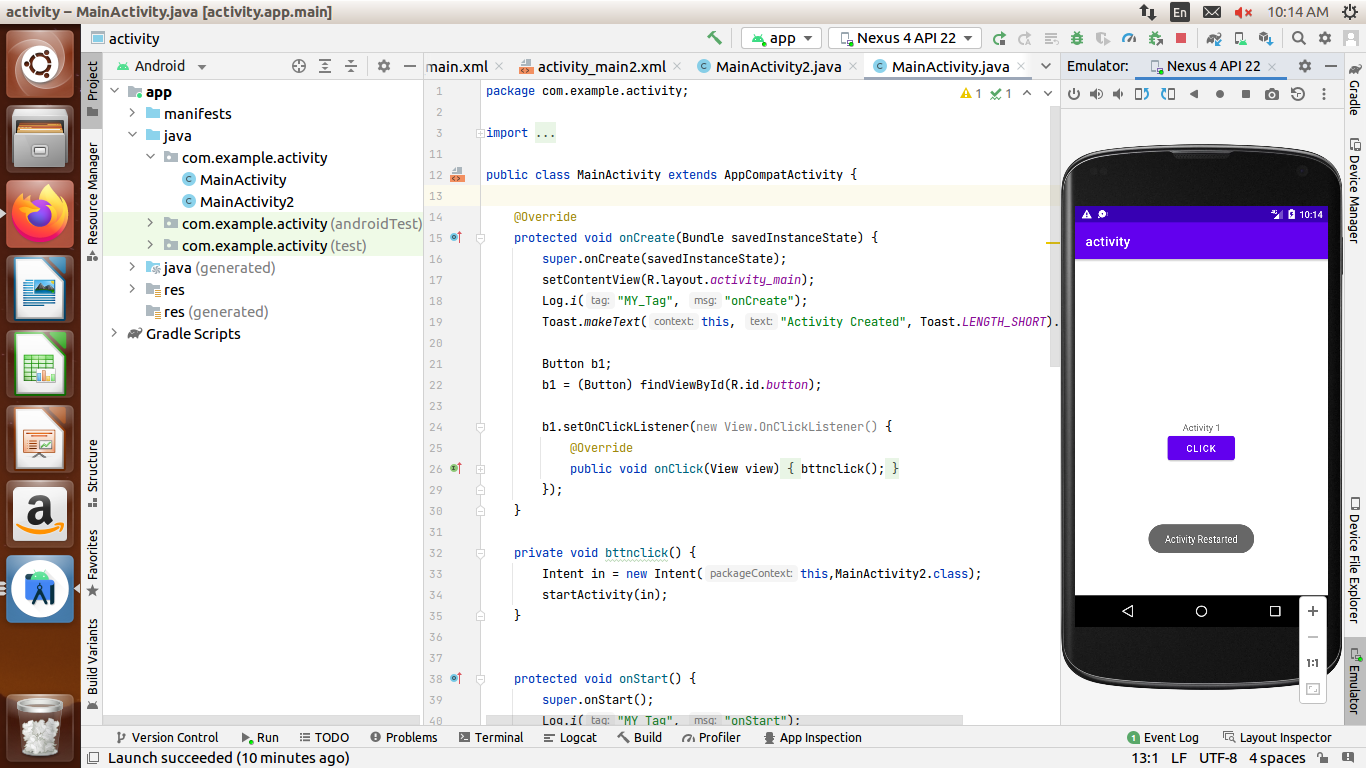 activity – MainActivity.java [activity.app.main]
En
10:14 AM
activity
app
Nexus 4 API 22
Project
Resource Manager
Structure
Favorites
Build Variants
Android
app
manifests
java
com.example.activity
MainActivity
MainActivity2
com.example.activity (androidTest)
com.example.activity (test)
java (generated)
res
res (generated)
Gradle Scripts
main.xml
activity_main2.xml
MainActivity2.java
MainActivity.java
1 1
1 package com.example.activity;
2
3 import ...
11
12 public class MainActivity extends AppCompatActivity {
13
14 @Override
15 protected void onCreate(Bundle savedInstanceState) {
16 super.onCreate(savedInstanceState);
17 setContentView(R.layout.activity_main);
18 Log.i( tag: "MY_Tag", msg: "onCreate");
19 Toast.makeText( context: this, text: "Activity Created", Toast.LENGTH_SHORT).
20
21 Button b1;
22 b1 = (Button) findViewById(R.id.button);
23
24 b1.setOnClickListener(new View.OnClickListener() {
25 @Override
26 public void onClick(View view) { bttnclick(); }
29 });
30 }
31
32 private void bttnclick() {
33 Intent in = new Intent( packageContext: this,MainActivity2.class);
34 startActivity(in);
35 }
36
37
38 protected void onStart() {
39 super.onStart();
40 Log.i( tag: "MY_Tag", msg: "onStart");
Emulator:
Nexus 4 API 22
10:14
activity
Activity 1
CLICK
Activity Restarted
1:1
Gradle
Device Manager
Device File Explorer
Emulator
Version Control
Run
TODO
Problems
Terminal
Logcat
Build
Profiler
App Inspection
1 Event Log
Layout Inspector
Launch succeeded (10 minutes ago)
13:1 LF UTF-8 4 spaces